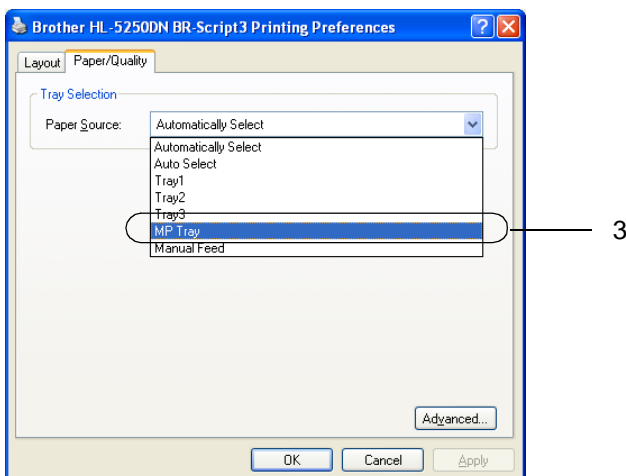 Brother HL-5250DN BR-Script3 Printing Preferences
Layout Paper/Quality
Tray Selection
Paper Source: Automatically Select
Automatically Select
Auto Select
Tray1
Tray2
Tray3
MP Tray
3
Manual Feed
Advanced...
OK Cancel Apply